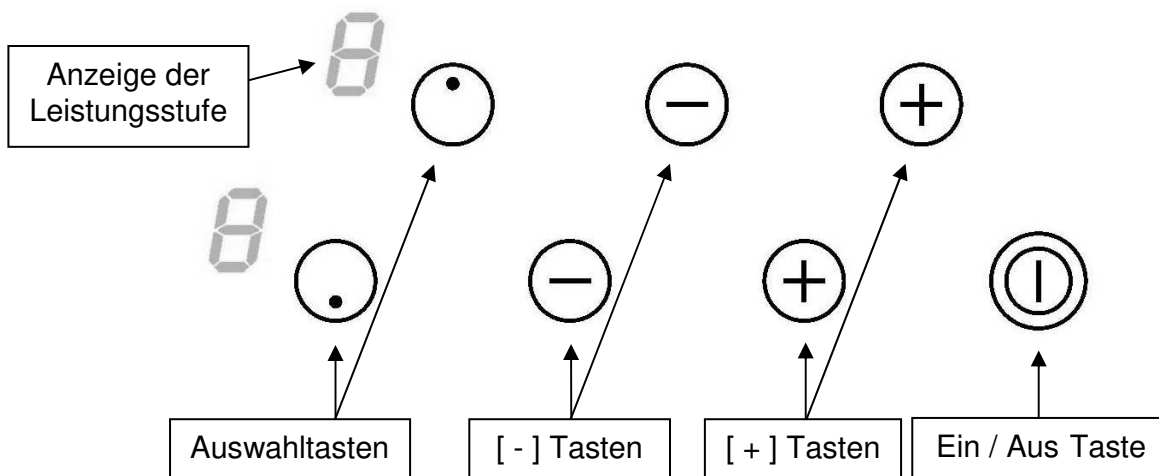 Anzeige der
Leistungsstufe
Auswahltasten
[ - ] Tasten
[ + ] Tasten
Ein / Aus Taste